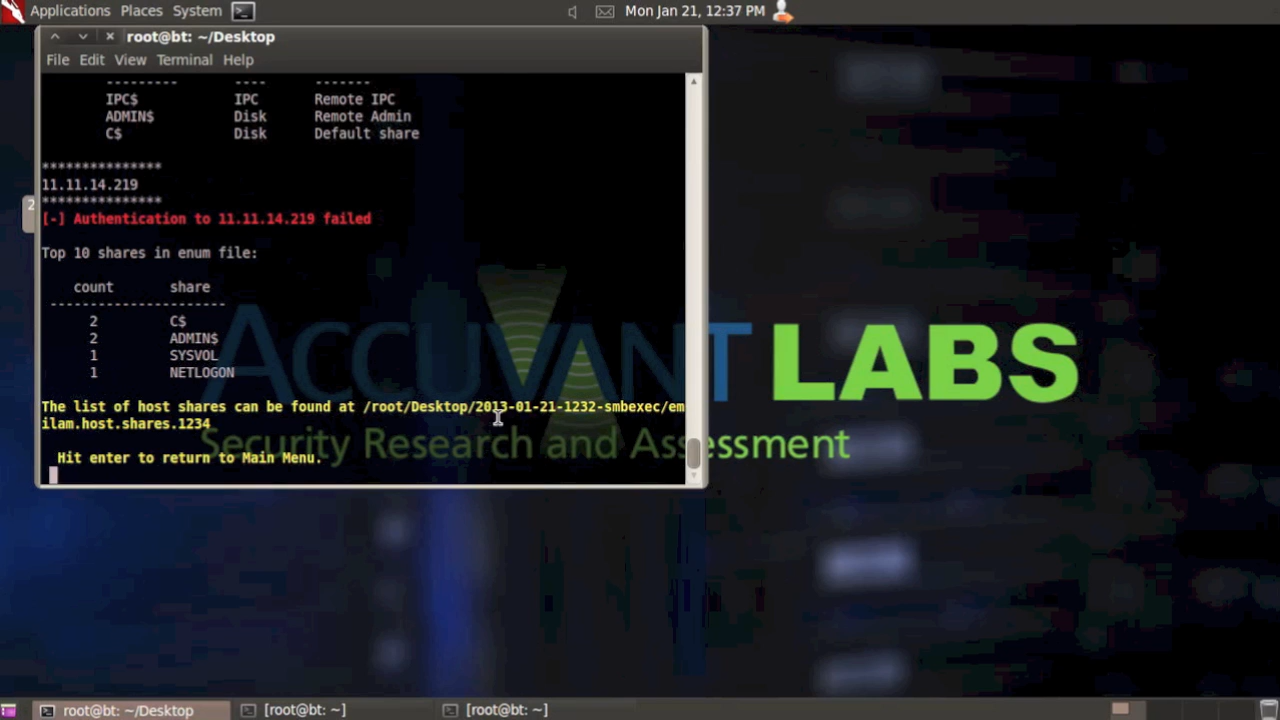 Applications Places System
Mon Jan 21, 12:37 PM
root@bt: ~/Desktop
File Edit View Terminal Help
--------- ---- -------
IPC$ IPC Remote IPC
ADMIN$ Disk Remote Admin
C$ Disk Default share
***************
11.11.14.219
***************
[-] Authentication to 11.11.14.219 failed
Top 10 shares in enum file:
count share
----------------------
2 C$
2 ADMIN$
1 SYSVOL
1 NETLOGON
The list of host shares can be found at /root/Desktop/2013-01-21-1232-smbexec/em
ilam.host.shares.1234
Hit enter to return to Main Menu.
2
ACCUVANT LABS
Security Research and Assessment
root@bt: ~/Desktop
[root@bt: ~]
[root@bt: ~]